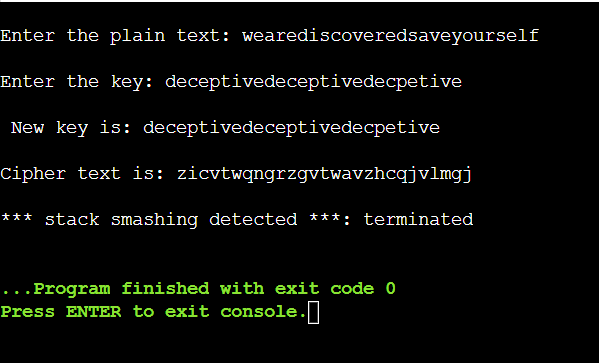 Enter the plain text: wearediscoveredsaveyourself
Enter the key: deceptivedeceptivedecpetive
New key is: deceptivedeceptivedecpetive
Cipher text is: zicvtwqngrzgvtwavzhcqjvlmgj
*** stack smashing detected ***: terminated
...Program finished with exit code 0
Press ENTER to exit console.